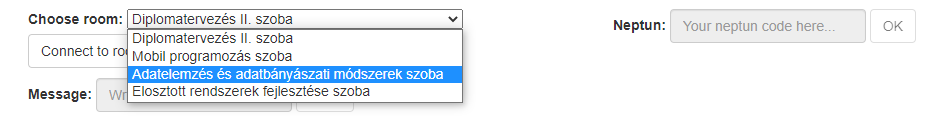 Choose room: Diplomatervezés II. szoba
Neptun: Your neptun code here... OK
Diplomatervezés II. szoba
Connect to
Mobil programozás szoba
Adatelemzés és adatbányászati módszerek szoba
Message:
Elosztott rendszerek fejlesztése szoba